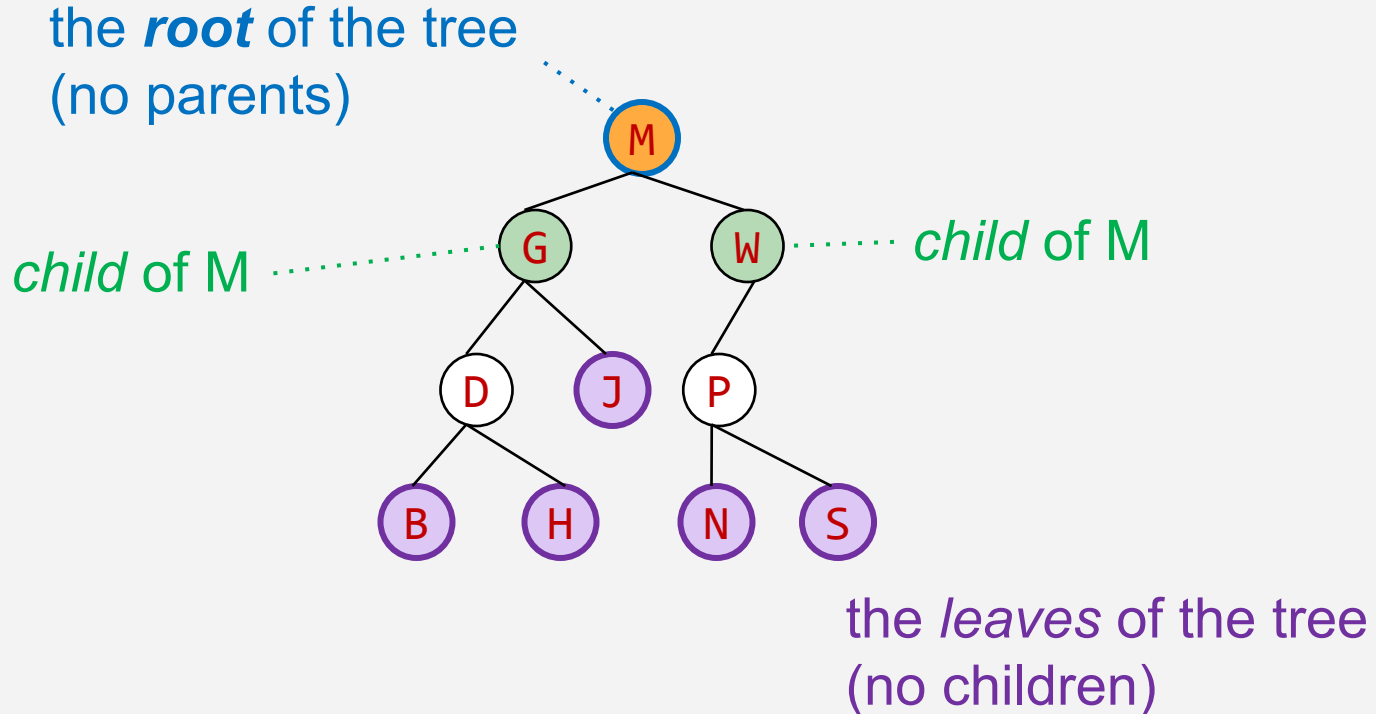 the root of the tree
(no parents)
M
child of M
G
W
child of M
D
J
P
B
H
N
S
the leaves of the tree
(no children)